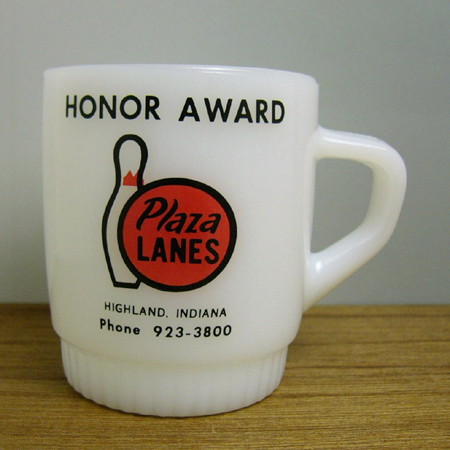 HONOR AWARD
Plaza
LANES
HIGHLAND, INDIANA
Phone 923-3800